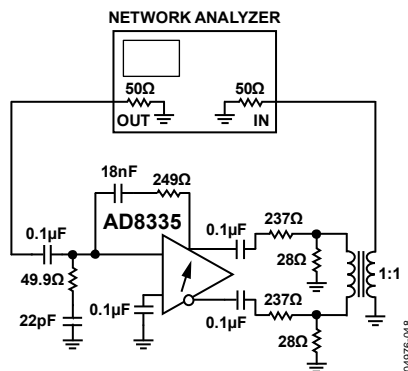 NETWORK ANALYZER
50Ω 50Ω
OUT IN
18nF 249Ω
AD8335
0.1µF
49.9Ω
22pF
0.1µF
0.1µF 237Ω
28Ω
1:1
237Ω
0.1µF
28Ω
04976-018